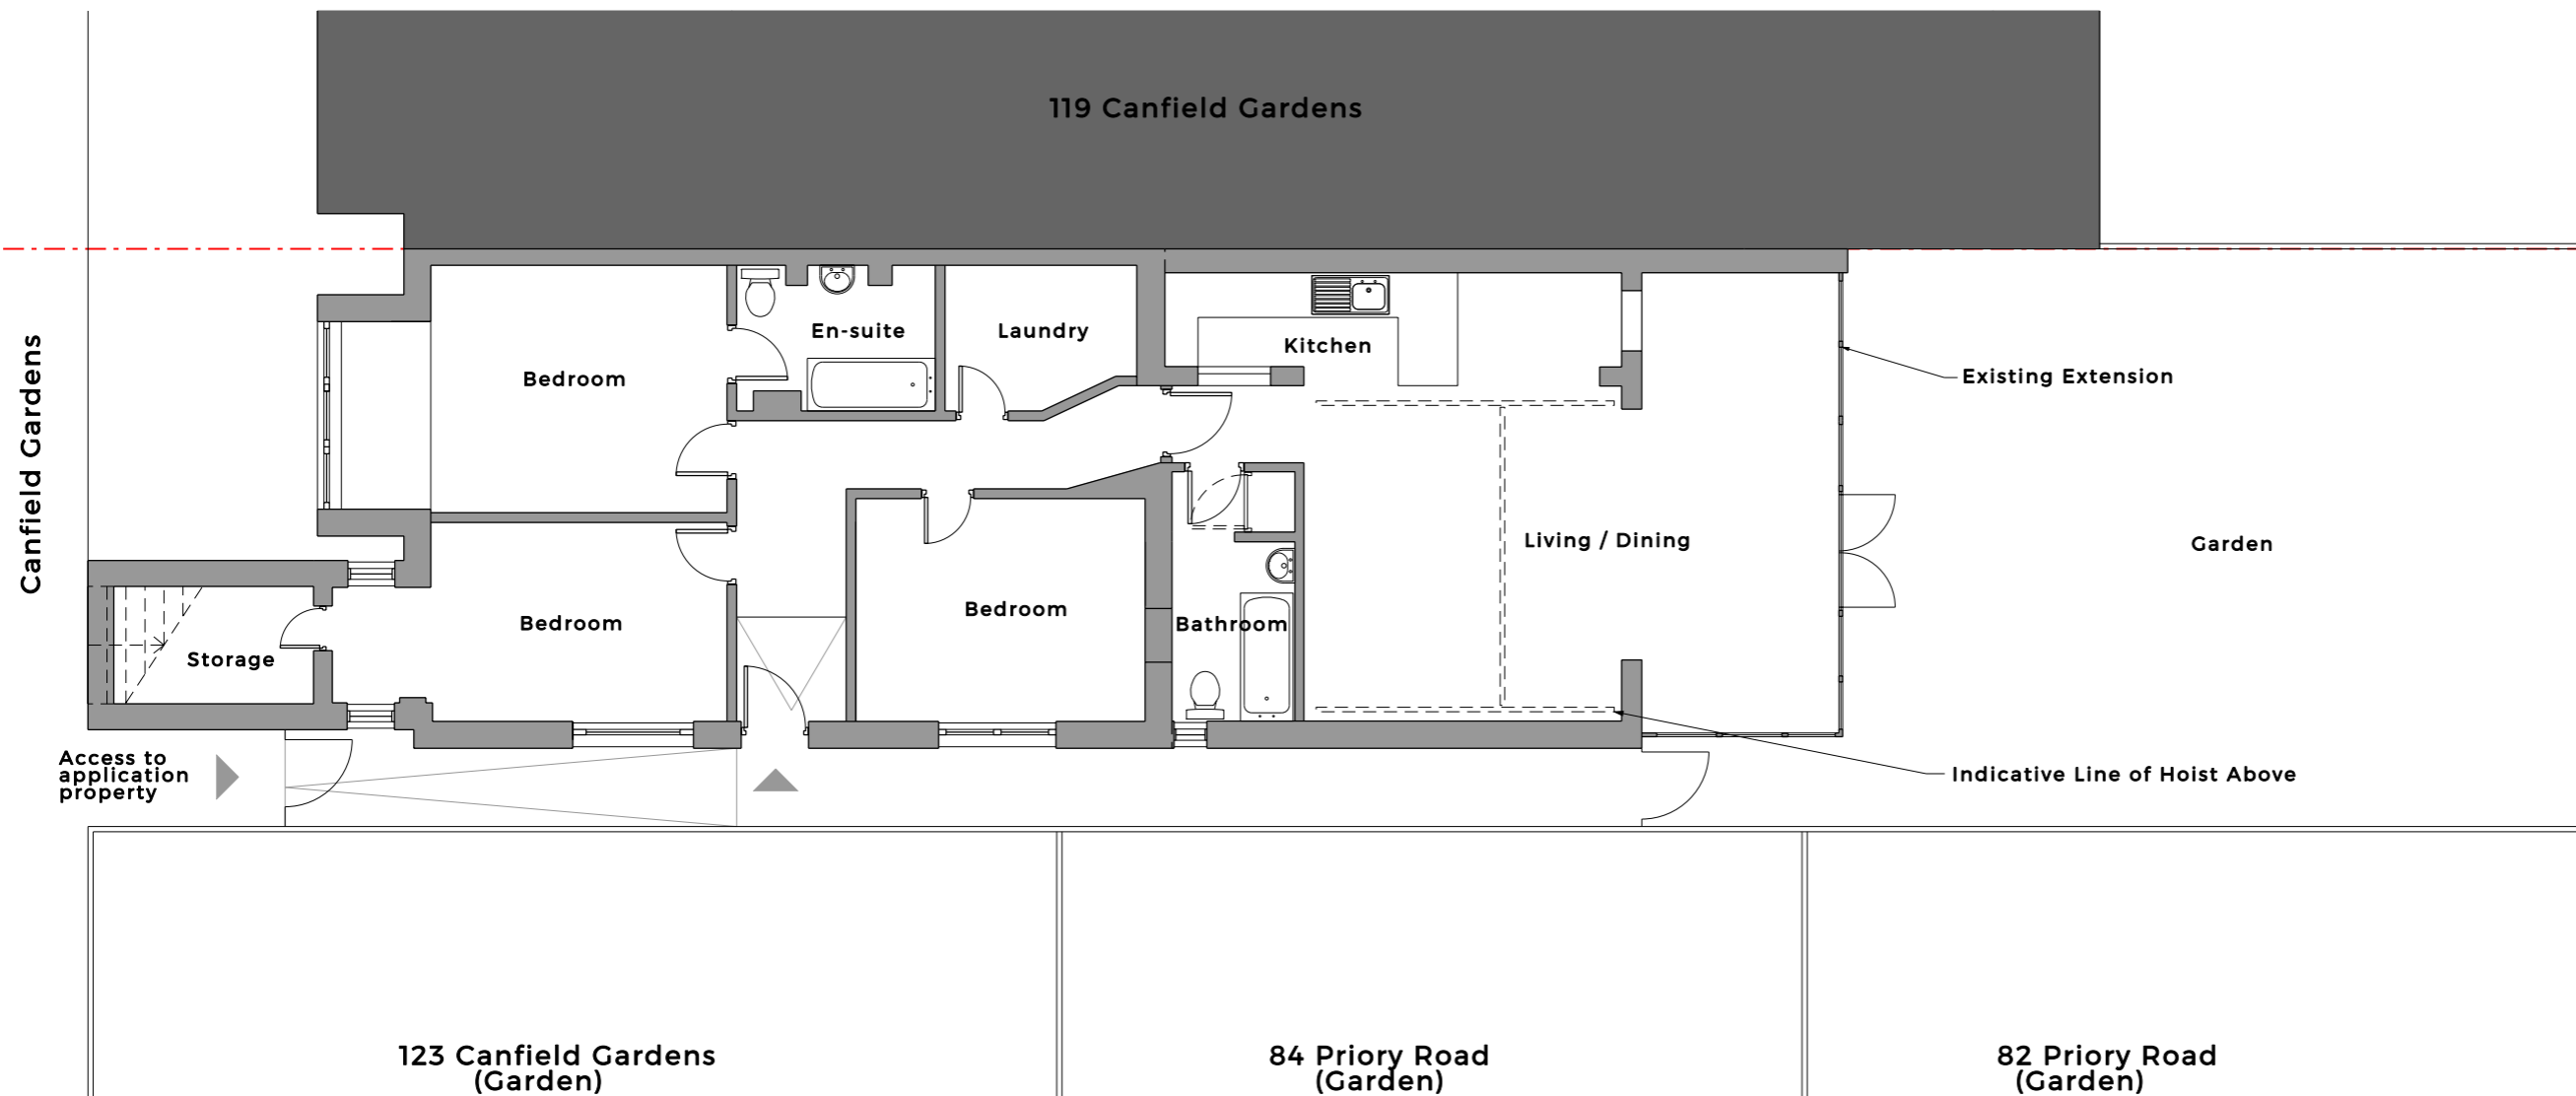 119 Canfield Gardens
Canfield Gardens
En-suite
Laundry
Kitchen
Bedroom
Existing Extension
Living / Dining
Garden
Bedroom
Bedroom
Bathroom
Storage
Access to
application
property
Indicative Line of Hoist Above
123 Canfield Gardens
(Garden)
84 Priory Road
(Garden)
82 Priory Road
(Garden)